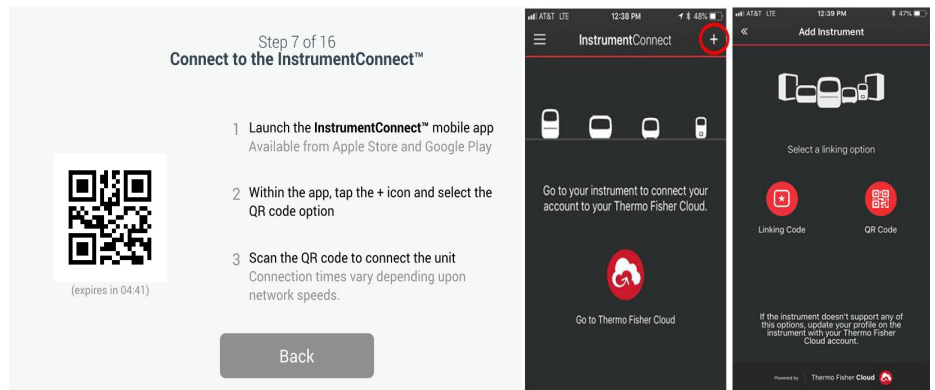 Step 7 of 16
Connect to the InstrumentConnect™
1 Launch the InstrumentConnect™ mobile app
Available from Apple Store and Google Play
2 Within the app, tap the + icon and select the
QR code option
3 Scan the QR code to connect the unit
Connection times vary depending upon
network speeds.
(expires in 04:41)
Back
AT&T LTE 12:38 PM 48%
InstrumentConnect +
Go to your instrument to connect your
account to your Thermo Fisher Cloud.
Go to Thermo Fisher Cloud
AT&T LTE 12:39 PM 47%
« Add Instrument
Select a linking option
Linking Code QR Code
If the instrument doesn't support any of
this options, update your profile on the
instrument with your Thermo Fisher
Cloud account.
Powered by Thermo Fisher Cloud